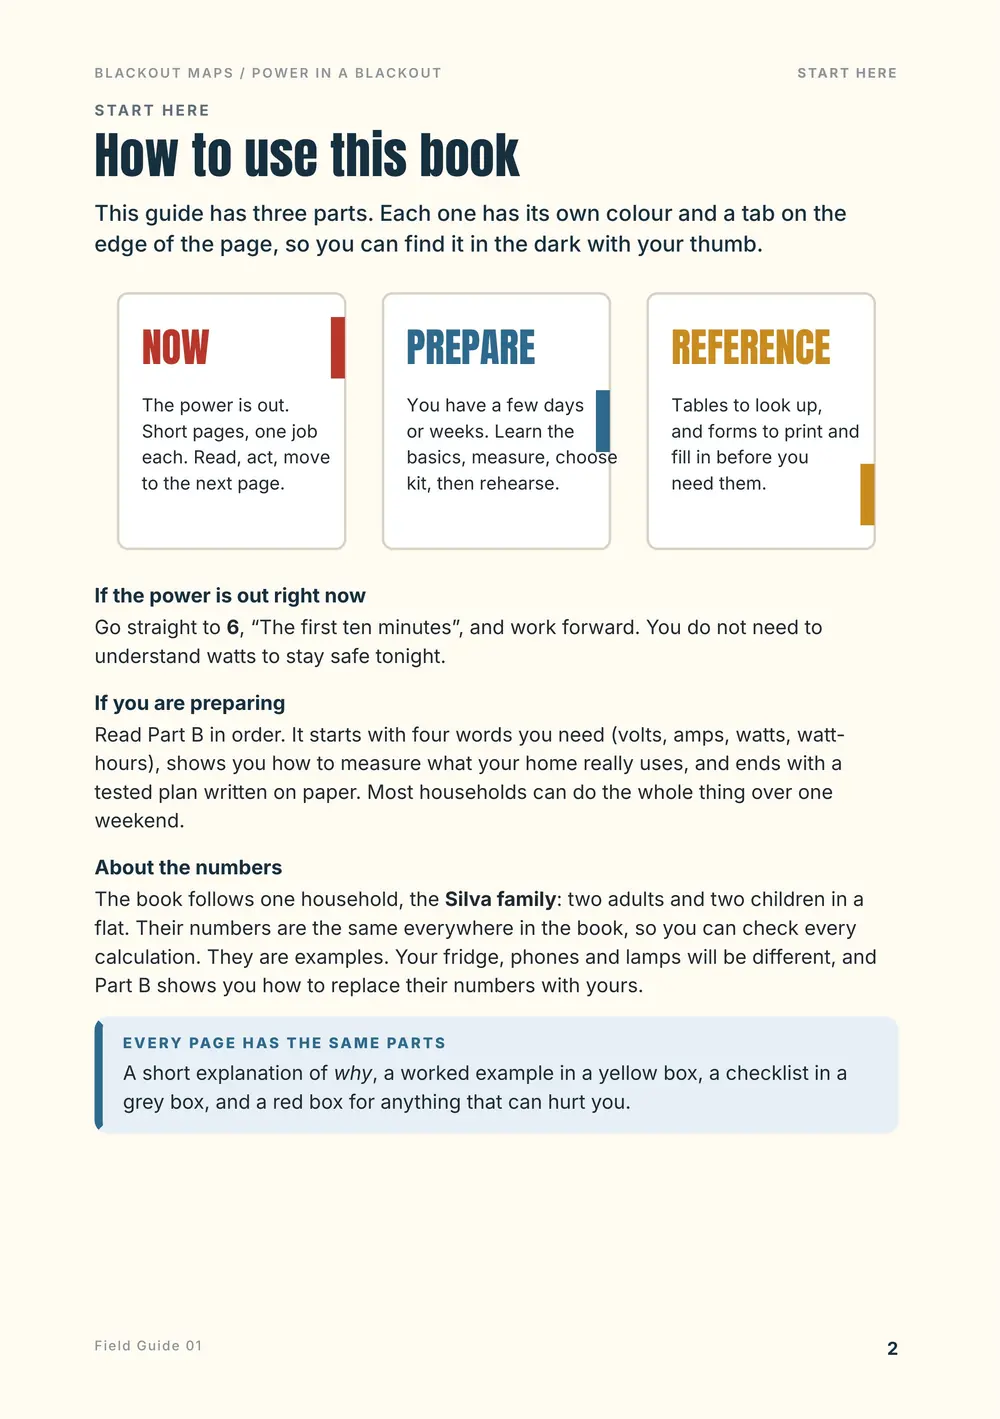 BLACKOUT MAPS / POWER IN A BLACKOUT
START HERE
START HERE
How to use this book
This guide has three parts. Each one has its own colour and a tab on the
edge of the page, so you can find it in the dark with your thumb.
NOW
The power is out.
Short pages, one job
each. Read, act, move
to the next page.
PREPARE
You have a few days
or weeks. Learn the
basics, measure, choose
kit, then rehearse.
REFERENCE
Tables to look up,
and forms to print and
fill in before you
need them.
If the power is out right now
Go straight to 6, “The first ten minutes”, and work forward. You do not need to
understand watts to stay safe tonight.
If you are preparing
Read Part B in order. It starts with four words you need (volts, amps, watts, watt-
hours), shows you how to measure what your home really uses, and ends with a
tested plan written on paper. Most households can do the whole thing over one
weekend.
About the numbers
The book follows one household, the Silva family: two adults and two children in a
flat. Their numbers are the same everywhere in the book, so you can check every
calculation. They are examples. Your fridge, phones and lamps will be different, and
Part B shows you how to replace their numbers with yours.
EVERY PAGE HAS THE SAME PARTS
A short explanation of why, a worked example in a yellow box, a checklist in a
grey box, and a red box for anything that can hurt you.
Field Guide 01
2